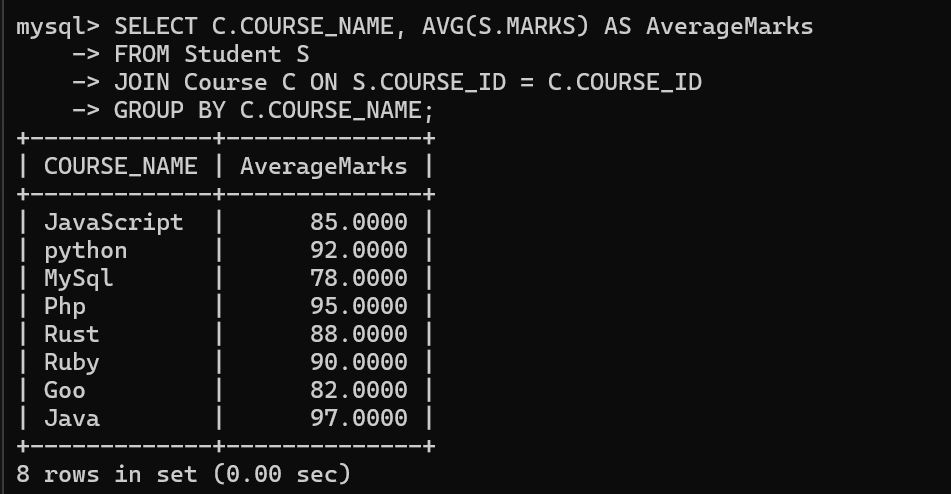 mysql> SELECT C.COURSE_NAME, AVG(S.MARKS) AS AverageMarks
    -> FROM Student S
    -> JOIN Course C ON S.COURSE_ID = C.COURSE_ID
    -> GROUP BY C.COURSE_NAME;
+-------------+--------------+
| COURSE_NAME | AverageMarks |
+-------------+--------------+
| JavaScript  |      85.0000 |
| python      |      92.0000 |
| MySql       |      78.0000 |
| Php         |      95.0000 |
| Rust        |      88.0000 |
| Ruby        |      90.0000 |
| Goo         |      82.0000 |
| Java        |      97.0000 |
+-------------+--------------+
8 rows in set (0.00 sec)